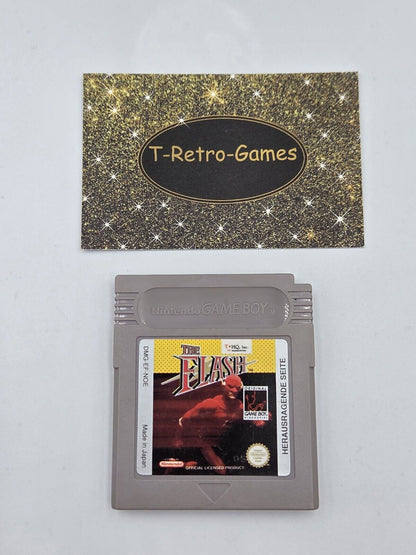 T-Retro-Games
Nintendo GAME BOY
DMG-EF-NOE
Made in Japan
THE
FLASH
T•HQ, Inc.
ORIGINAL
GAME BOY
HERAUSRAGENDE SEITE
Nintendo
OFFICIAL LICENSED PRODUCT